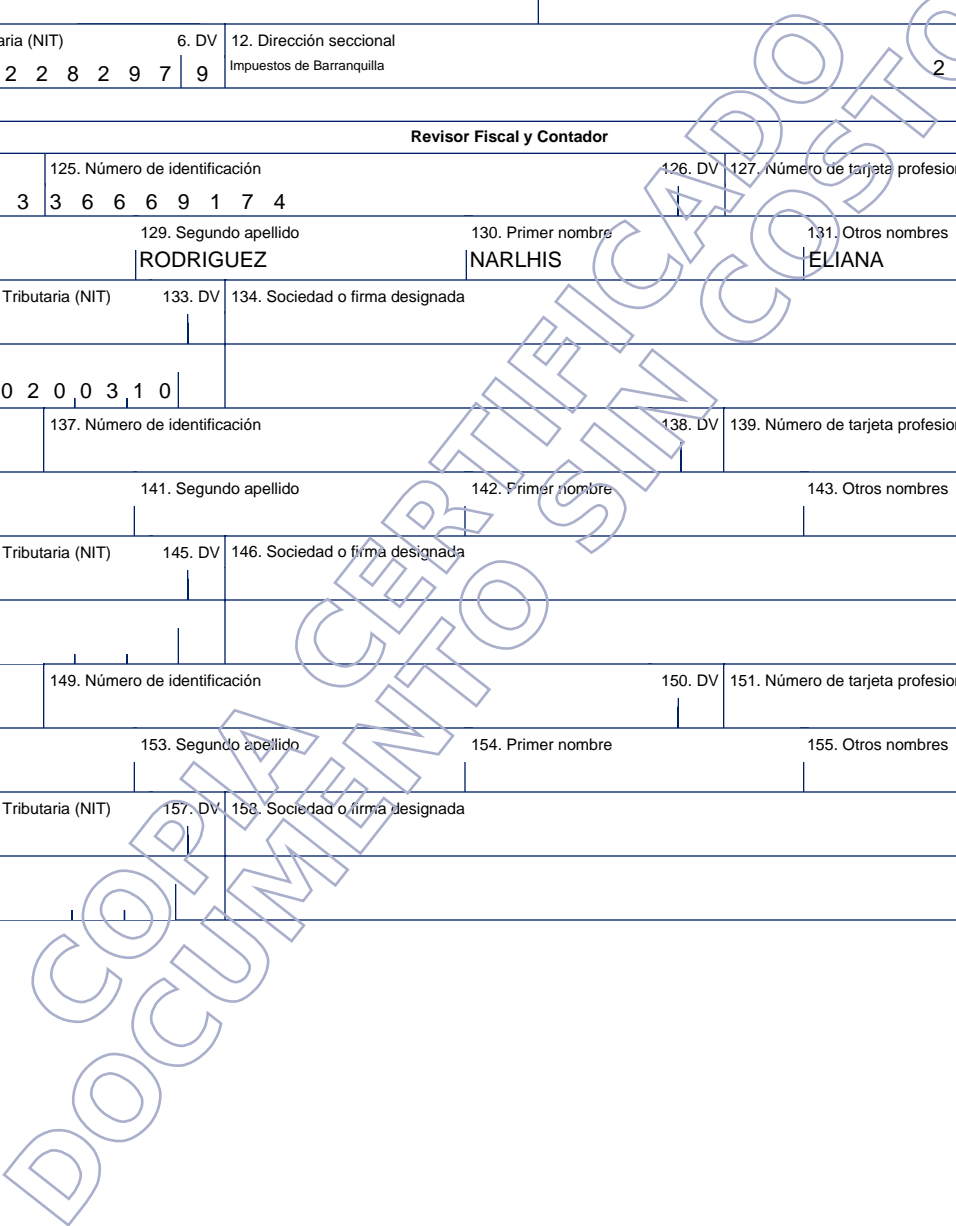 aria (NIT) 6. DV 12. Dirección seccional
2 2 8 2 9 7 9 Impuestos de Barranquilla 2
Revisor Fiscal y Contador
125. Número de identificación 126. DV 127. Número de tarjeta profesion
3 3 6 6 6 9 1 7 4
129. Segundo apellido 130. Primer nombre 131. Otros nombres
RODRIGUEZ NARLHIS ELIANA
Tributaria (NIT) 133. DV 134. Sociedad o firma designada
0 2 0 0 3 1 0
137. Número de identificación 138. DV 139. Número de tarjeta profesion
141. Segundo apellido 142. Primer nombre 143. Otros nombres
Tributaria (NIT) 145. DV 146. Sociedad o firma designada
149. Número de identificación 150. DV 151. Número de tarjeta profesion
153. Segundo apellido 154. Primer nombre 155. Otros nombres
Tributaria (NIT) 157. DV 158. Sociedad o firma designada
COPIA CERTIFICADO
DOCUMENTO SIN COSTO